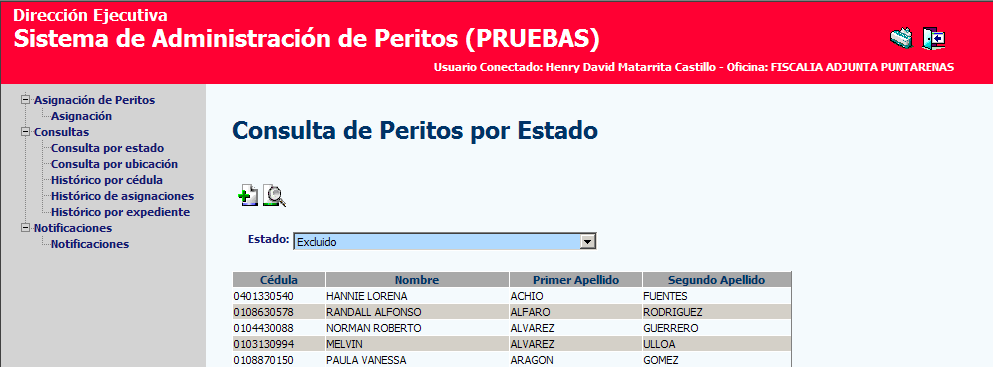 Dirección Ejecutiva
Sistema de Administración de Peritos (PRUEBAS)
Usuario Conectado: Henry David Matarrita Castillo - Oficina: FISCALIA ADJUNTA PUNTARENAS
Asignación de Peritos
Asignación
Consultas
Consulta por estado
Consulta por ubicación
Histórico por cédula
Histórico de asignaciones
Histórico por expediente
Notificaciones
Notificaciones
Consulta de Peritos por Estado
Estado: Excluido
Cédula Nombre Primer Apellido Segundo Apellido
0401330540 HANNIE LORENA ACHIO FUENTES
0108630578 RANDALL ALFONSO ALFARO RODRIGUEZ
0104430088 NORMAN ROBERTO ALVAREZ GUERRERO
0103130994 MELVIN ALVAREZ ULLOA
0108870150 PAULA VANESSA ARAGON GOMEZ